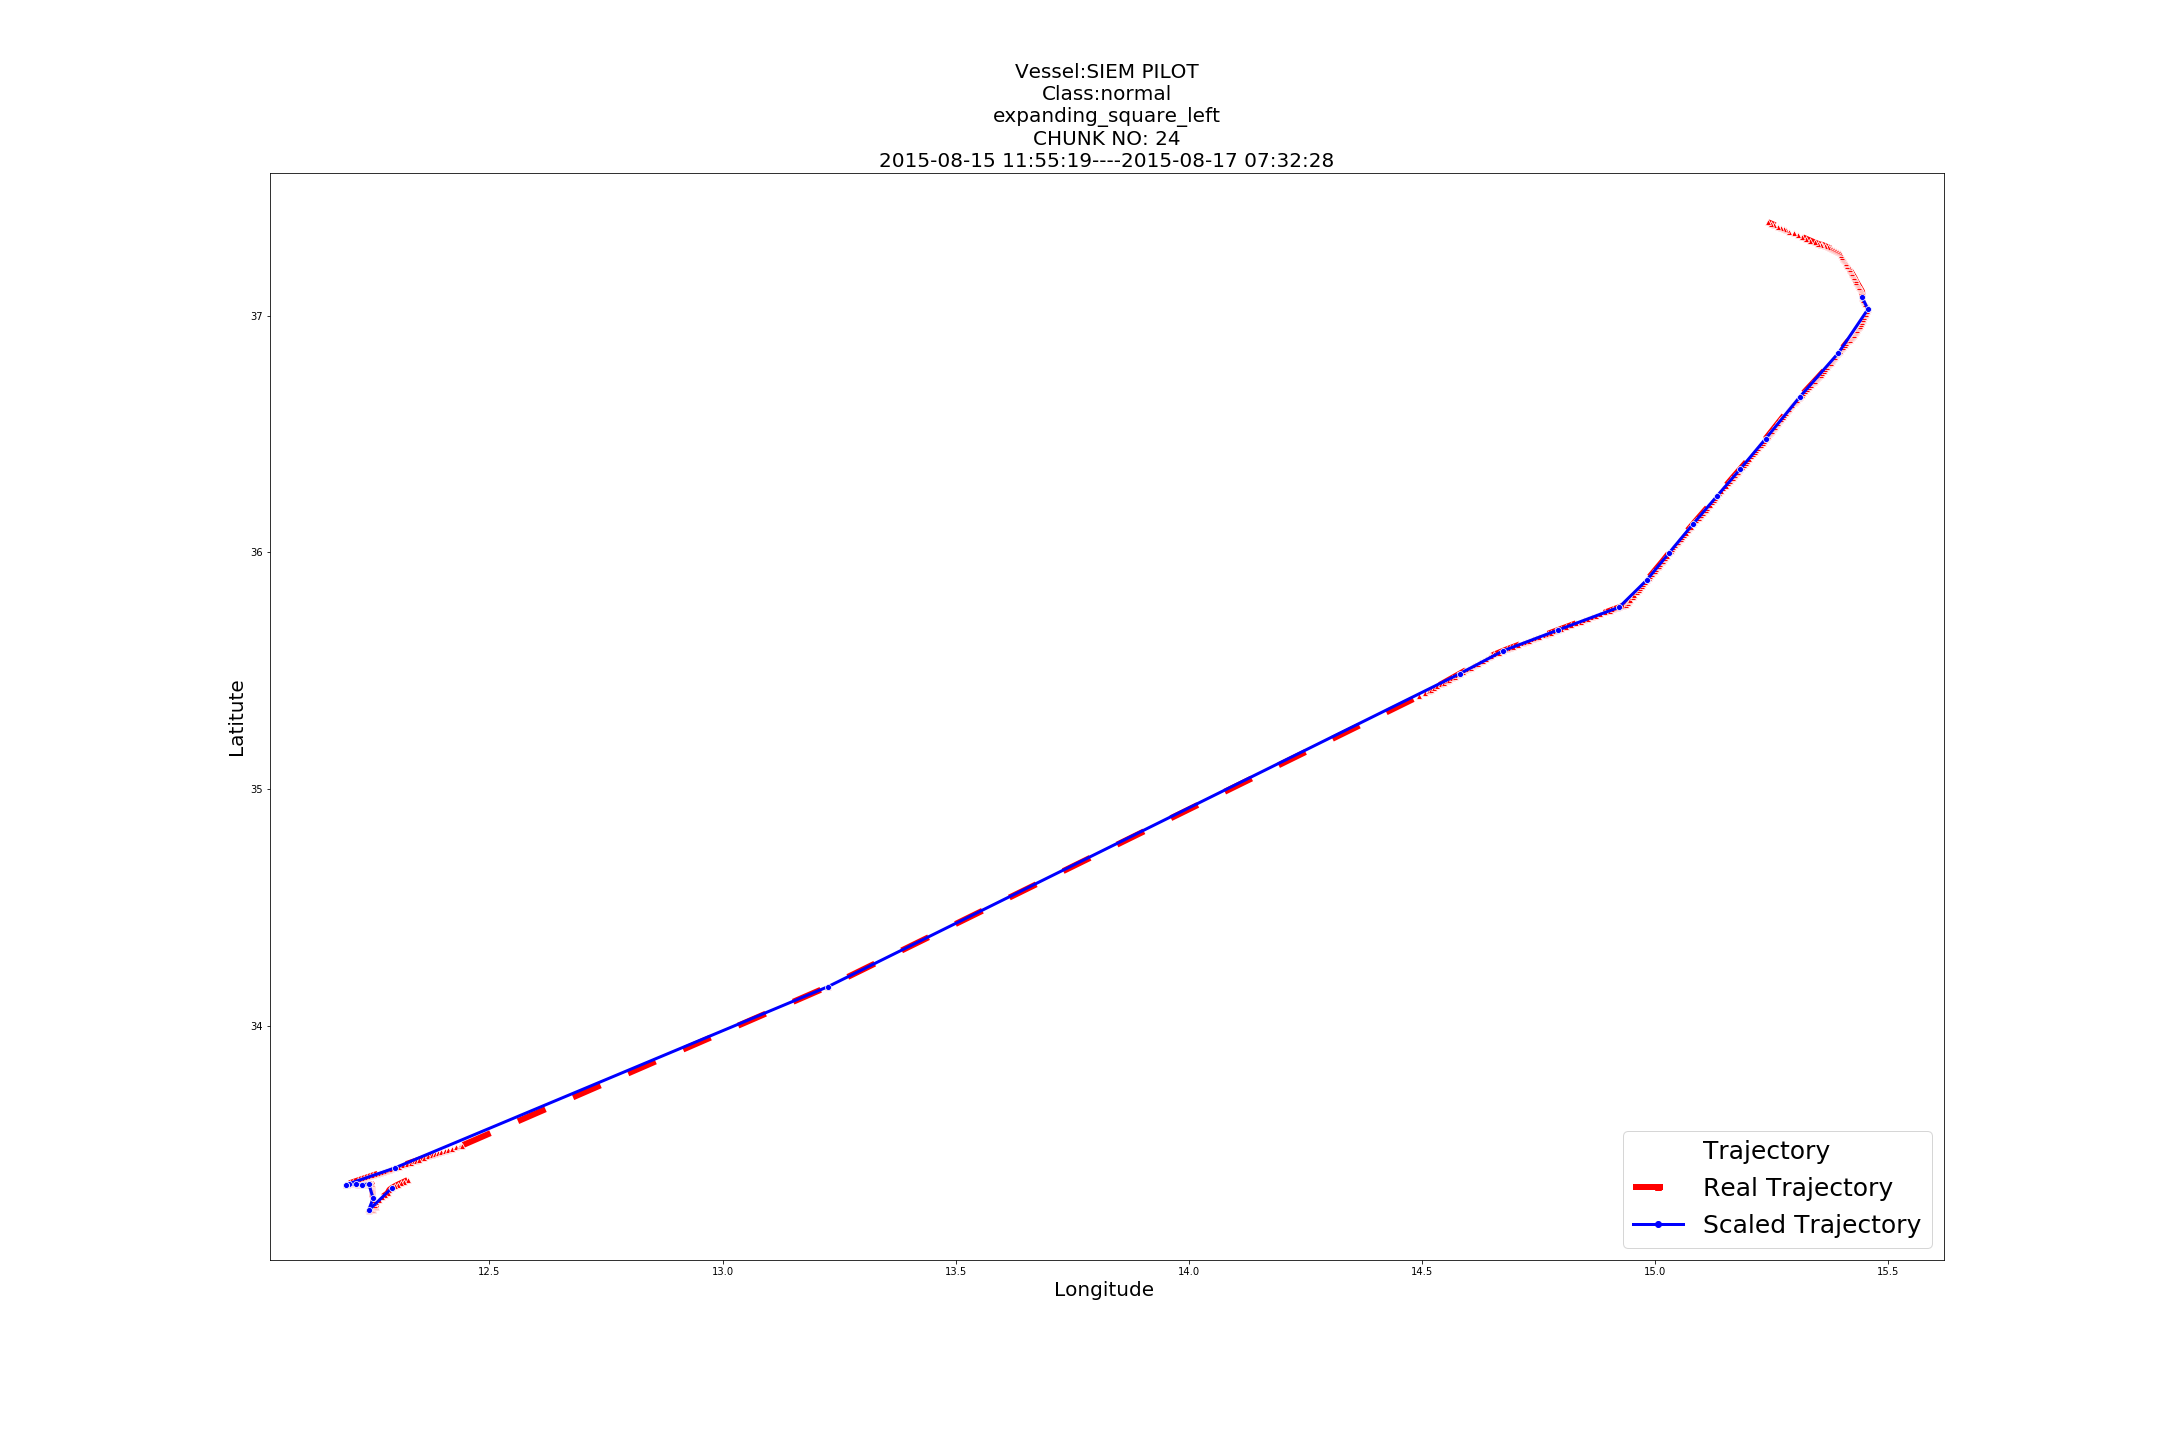 Vessel:SIEM PILOT
Class:normal
expanding_square_left
CHUNK NO: 24
2015-08-15 11:55:19----2015-08-17 07:32:28
37
36
35
34
Latitute
12.5
13.0
13.5
14.0
14.5
15.0
15.5
Longitude
Trajectory
Real Trajectory
Scaled Trajectory